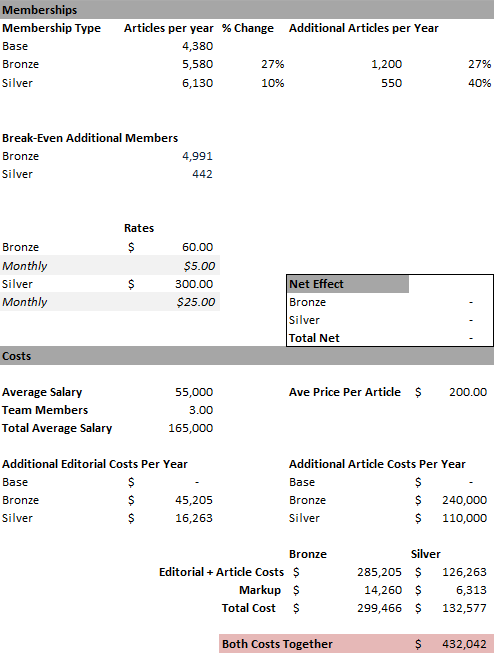 Memberships
Membership Type Articles per year % Change Additional Articles per Year
Base 4,380
Bronze 5,580 27% 1,200 27%
Silver 6,130 10% 550 40%
Break-Even Additional Members
Bronze 4,991
Silver 442
Rates
Bronze $ 60.00
Monthly $5.00
Silver $ 300.00
Monthly $25.00
Net Effect
Bronze -
Silver -
Total Net -
Costs
Average Salary 55,000 Ave Price Per Article $ 200.00
Team Members 3.00
Total Average Salary 165,000
Additional Editorial Costs Per Year Additional Article Costs Per Year
Base $ - Base $ -
Bronze $ 45,205 Bronze $ 240,000
Silver $ 16,263 Silver $ 110,000
Bronze Silver
Editorial + Article Costs $ 285,205 $ 126,263
Markup $ 14,260 $ 6,313
Total Cost $ 299,466 $ 132,577
Both Costs Together $ 432,042